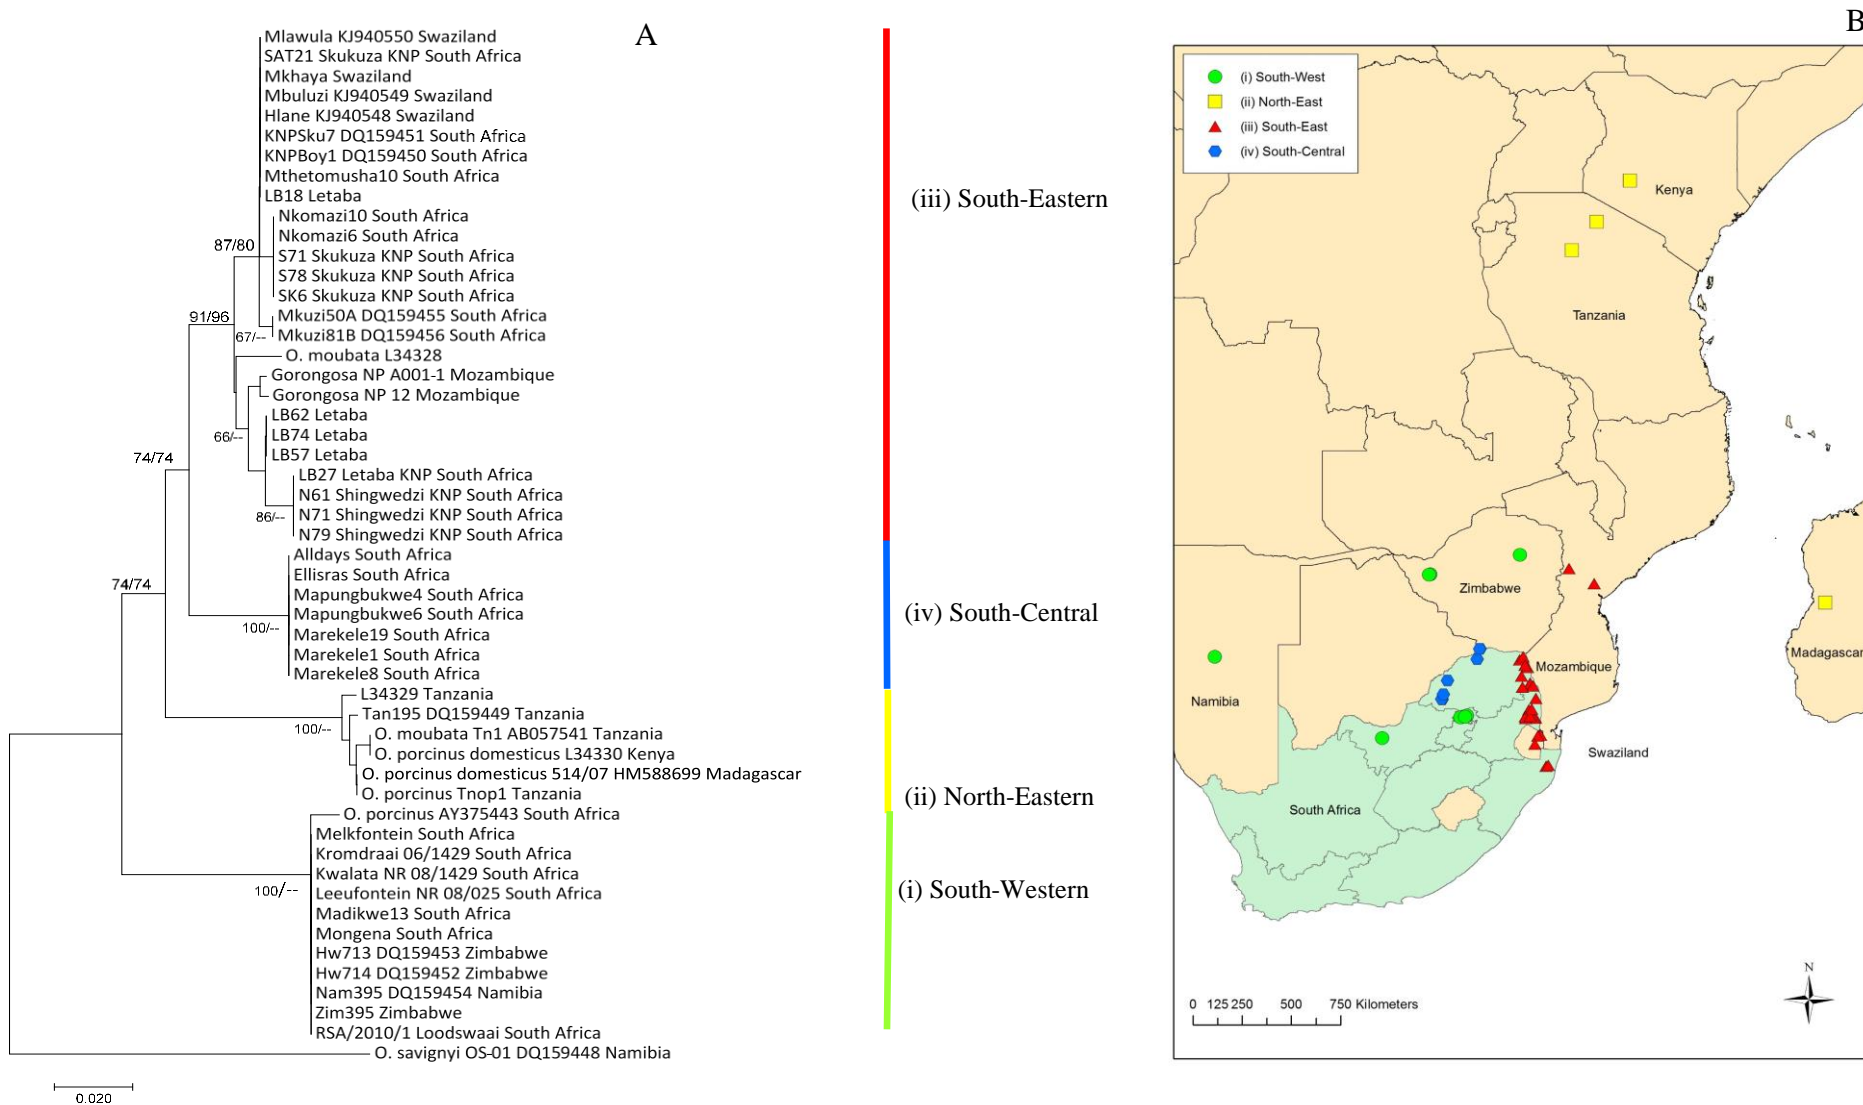 A
Mlawula KJ940550 Swaziland
SAT21 Skukuza KNP South Africa
Mkhaya Swaziland
Mbuluzi KJ940549 Swaziland
Hlane KJ940548 Swaziland
KNPSku7 DQ159451 South Africa
KNPBoy1 DQ159450 South Africa
Mthetomusha10 South Africa
LB18 Letaba
Nkomazi10 South Africa
Nkomazi6 South Africa
S71 Skukuza KNP South Africa
S78 Skukuza KNP South Africa
SK6 Skukuza KNP South Africa
Mkuzi50A DQ159455 South Africa
Mkuzi81B DQ159456 South Africa
O. moubata L34328
Gorongosa NP A001-1 Mozambique
Gorongosa NP 12 Mozambique
LB62 Letaba
LB74 Letaba
LB57 Letaba
LB27 Letaba KNP South Africa
N61 Shingwedzi KNP South Africa
N71 Shingwedzi KNP South Africa
N79 Shingwedzi KNP South Africa
Alldays South Africa
Ellisras South Africa
Mapungbukwe4 South Africa
Mapungbukwe6 South Africa
Marekele19 South Africa
Marekele1 South Africa
Marekele8 South Africa
L34329 Tanzania
Tan195 DQ159449 Tanzania
O. moubata Tn1 AB057541 Tanzania
O. porcinus domesticus L34330 Kenya
O. porcinus domesticus 514/07 HM588699 Madagascar
O. porcinus Tnop1 Tanzania
O. porcinus AY375443 South Africa
Melkfontein South Africa
Kromdraai 06/1429 South Africa
Kwalata NR 08/1429 South Africa
Leeufontein NR 08/025 South Africa
Madikwe13 South Africa
Mongena South Africa
Hw713 DQ159453 Zimbabwe
Hw714 DQ159452 Zimbabwe
Nam395 DQ159454 Namibia
Zim395 Zimbabwe
RSA/2010/1 Loodswaai South Africa
O. savignyi OS-01 DQ159448 Namibia
87/80
91/96
67/--
66/--
74/74
86/--
74/74
100/--
100/--
100/--
0.020
(iii) South-Eastern
(iv) South-Central
(ii) North-Eastern
(i) South-Western
B
(i) South-West
(ii) North-East
(iii) South-East
(iv) South-Central
Kenya
Tanzania
Zimbabwe
Mozambique
Madagascar
Namibia
Swaziland
South Africa
N
0 125 250 500 750 Kilometers